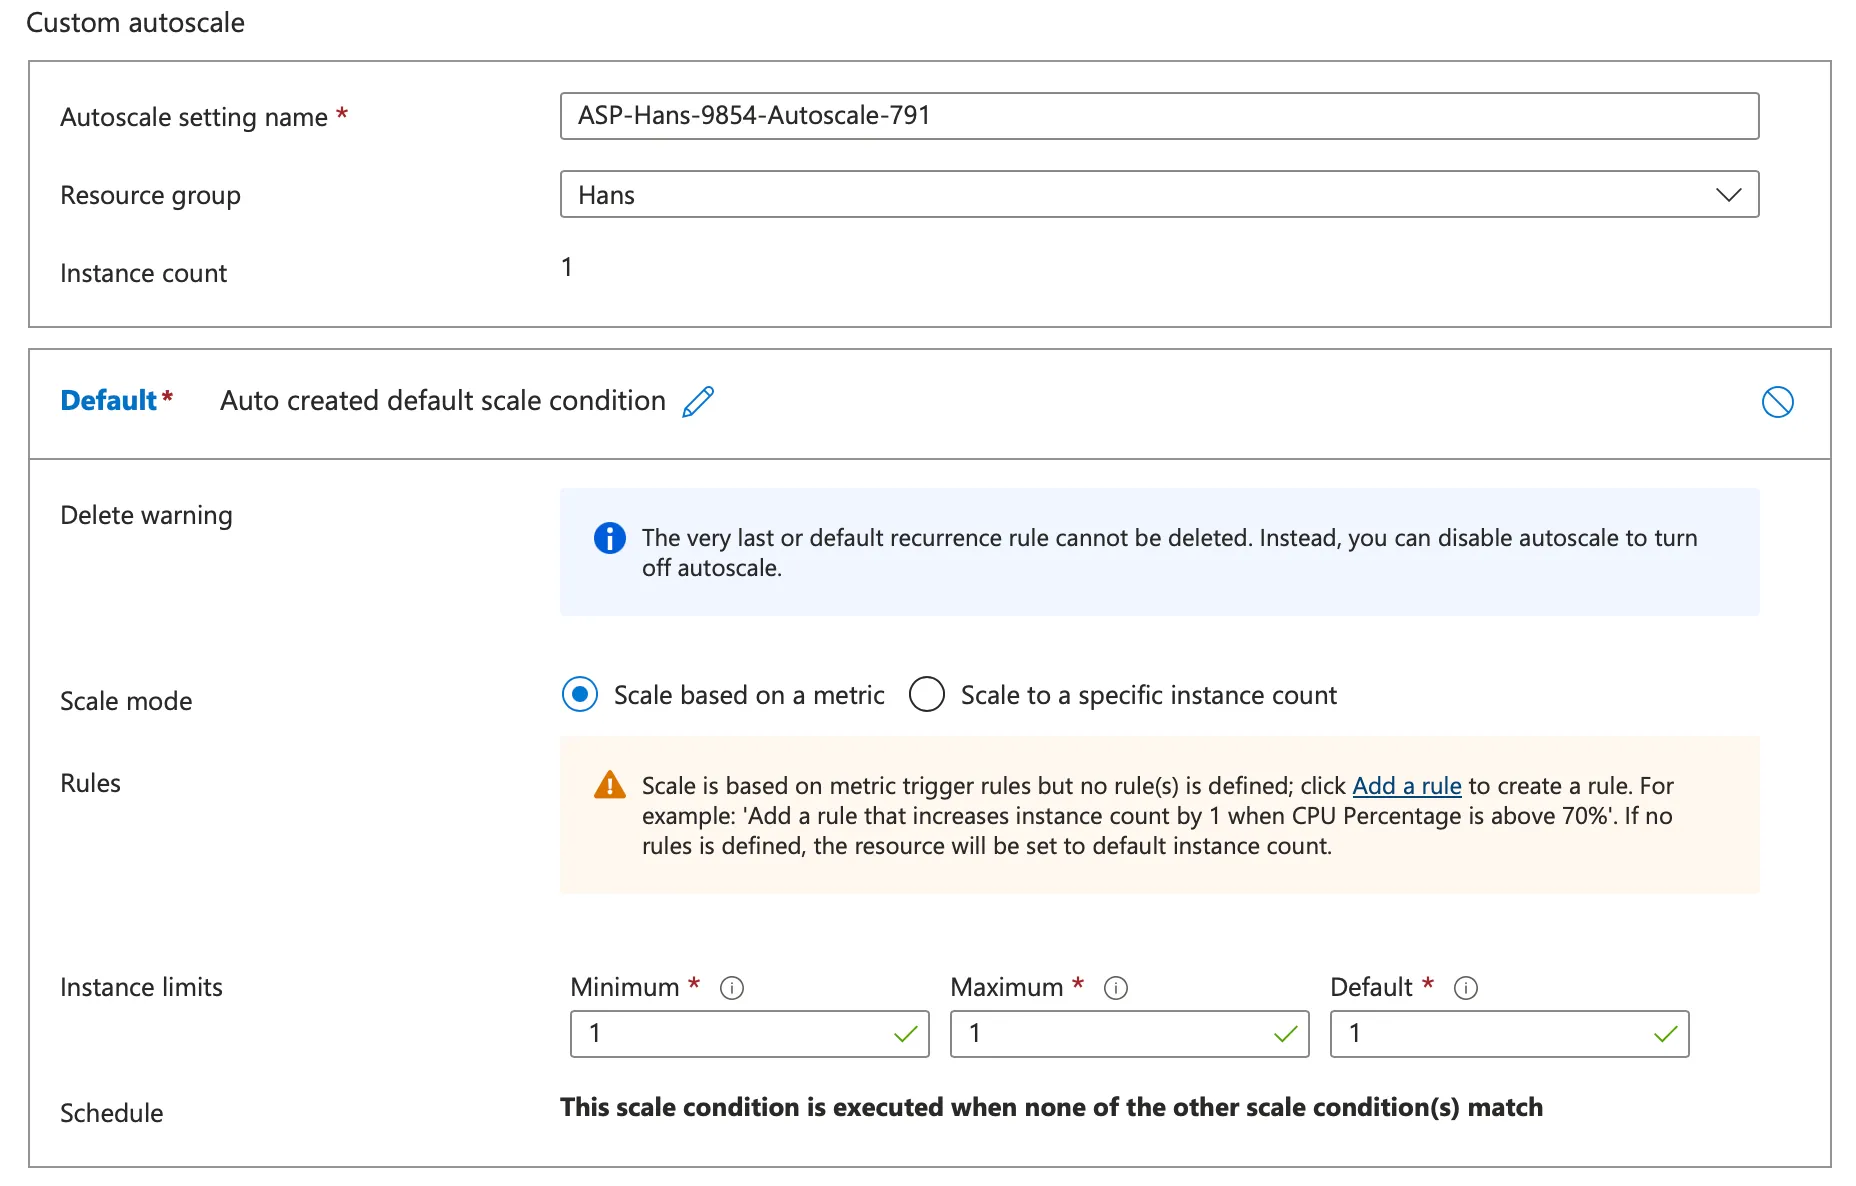 Custom autoscale
Autoscale setting name *
ASP-Hans-9854-Autoscale-791
Resource group
Hans
Instance count
1
Default*
Auto created default scale condition
Delete warning
The very last or default recurrence rule cannot be deleted. Instead, you can disable autoscale to turn
off autoscale.
Scale mode
Scale based on a metric
Scale to a specific instance count
Rules
Scale is based on metric trigger rules but no rule(s) is defined; click Add a rule to create a rule. For
example: 'Add a rule that increases instance count by 1 when CPU Percentage is above 70%'. If no
rules is defined, the resource will be set to default instance count.
Instance limits
Minimum *
Maximum *
Default *
1
1
1
Schedule
This scale condition is executed when none of the other scale condition(s) match